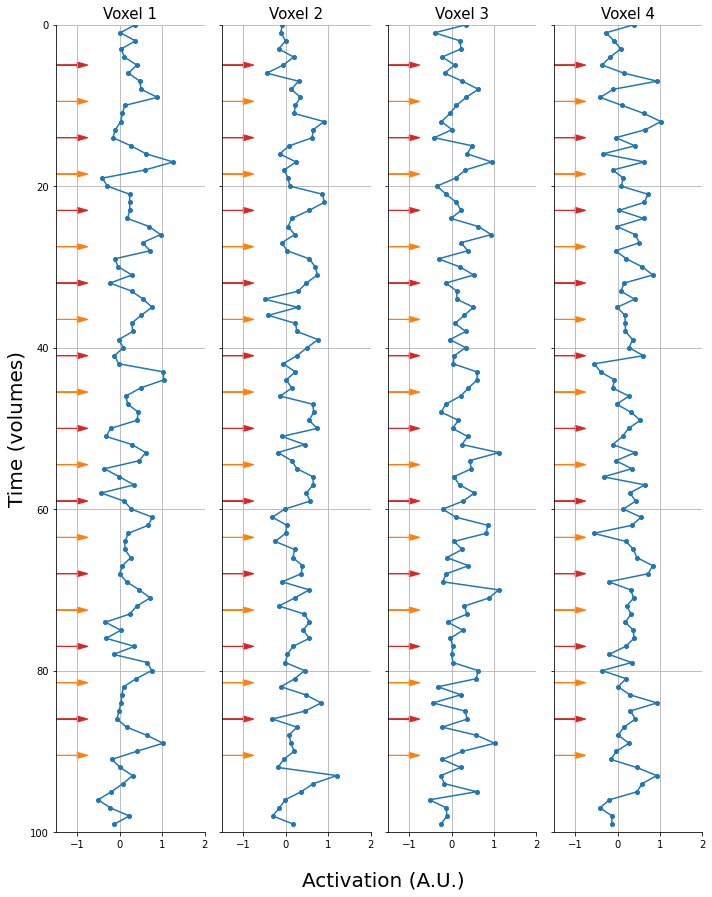 Voxel 1 Voxel 2 Voxel 3 Voxel 4
0
20
40
60
80
100
Time (volumes)
−1 0 1 2 −1 0 1 2 −1 0 1 2 −1 0 1 2
Activation (A.U.)